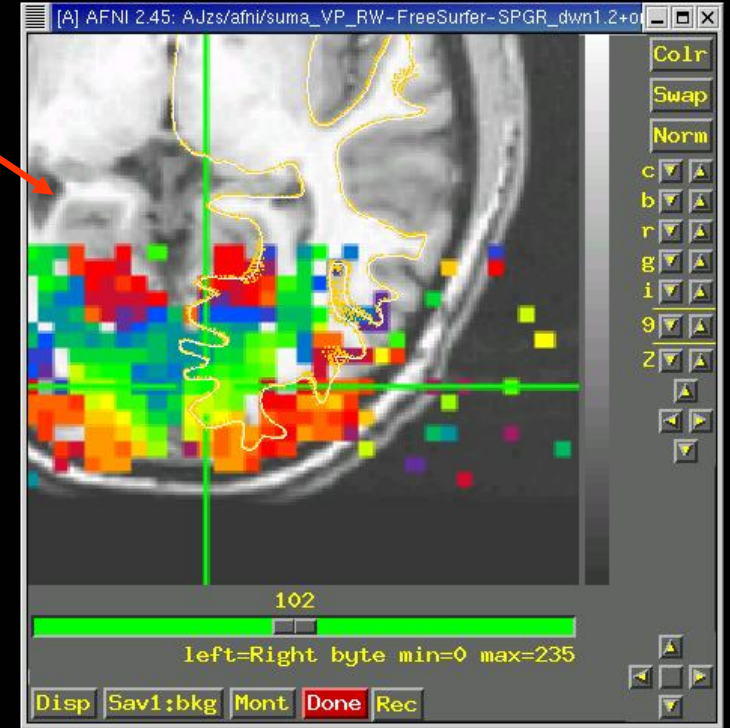 [A] AFNI 2.45: AJzs/afni/suma_VP_RW-FreeSurfer-SPGR_dwn1.2+o
Colr
Swap
Norm
c
b
r
g
i
9
Z
102
left=Right byte min=0 max=235
Disp Sav1:bkg Mont Done Rec